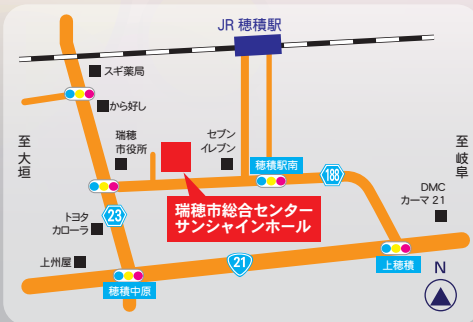 JR 穂積駅
スギ薬局
から好し
至大垣
瑞穂
市役所
セブン
イレブン
穂積駅南
188
至岐阜
DMC
カーマ 21
23
トヨタ
カローラ
瑞穂市総合センター
サンシャインホール
上州屋
21
上穂積
穂積中原
N